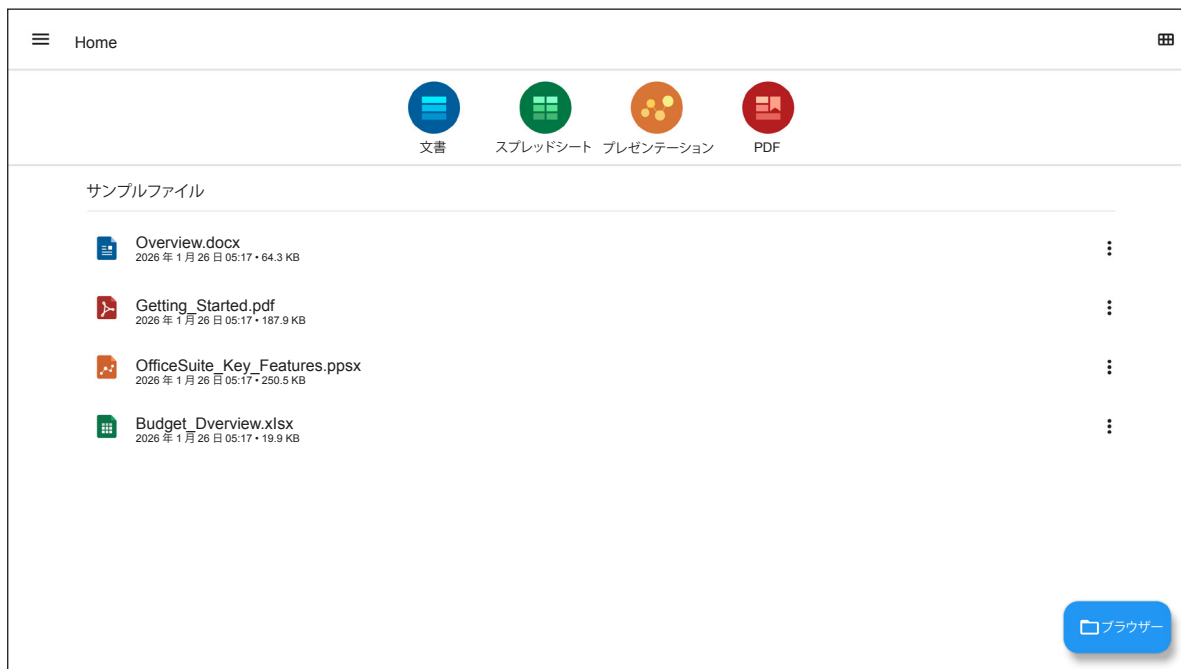 Home
文書
スプレッドシート
プレゼンテーション
PDF
サンプルファイル
Overview.docx
2026 年 1 月 26 日 05:17 • 64.3 KB
Getting_Started.pdf
2026 年 1 月 26 日 05:17 • 187.9 KB
OfficeSuite_Key_Features.ppsx
2026 年 1 月 26 日 05:17 • 250.5 KB
Budget_Dverview.xlsx
2026 年 1 月 26 日 05:17 • 19.9 KB
ブラウザー